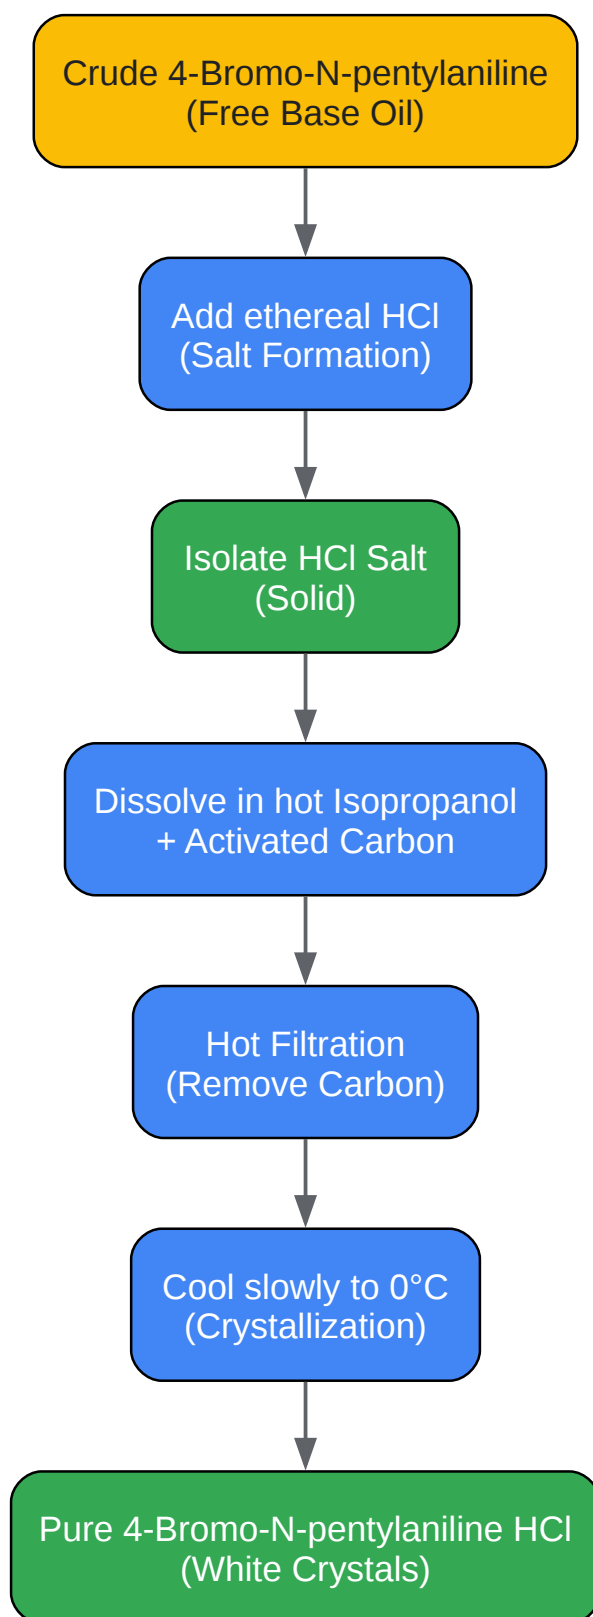 Crude 4-Bromo-N-pentylaniline
(Free Base Oil)
Add ethereal HCl
(Salt Formation)
Isolate HCl Salt
(Solid)
Dissolve in hot Isopropanol
+ Activated Carbon
Hot Filtration
(Remove Carbon)
Cool slowly to 0°C
(Crystallization)
Pure 4-Bromo-N-pentylaniline HCl
(White Crystals)